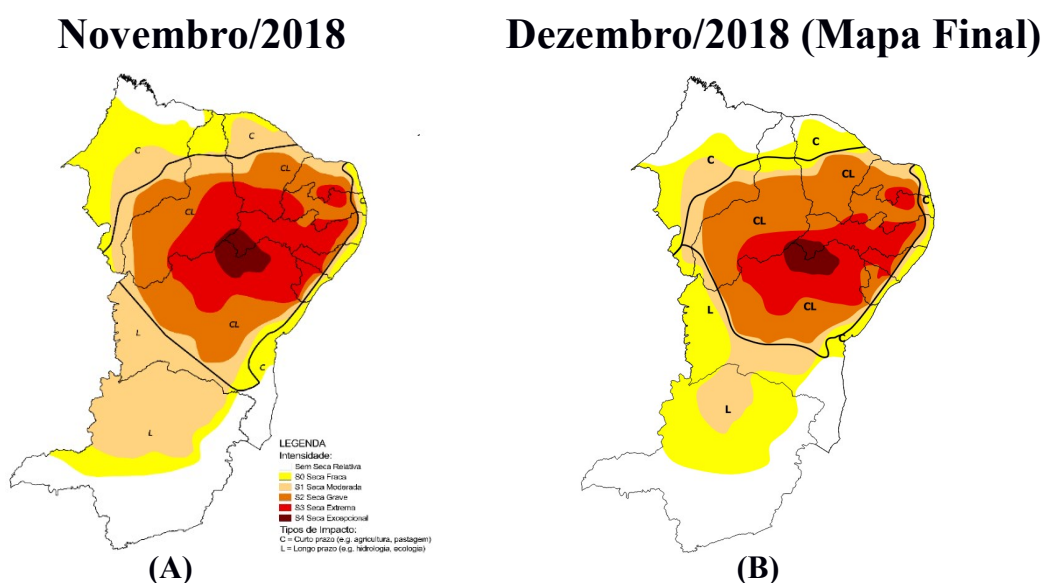 Novembro/2018
Dezembro/2018 (Mapa Final)
C
C
CL
C
CL
CL
L
C
L
LEGENDA
Intensidade:
Sem Seca Relativa
S0 Seca Fraca
S1 Seca Moderada
S2 Seca Grave
S3 Seca Extrema
S4 Seca Excepcional
Tipos de Impacto:
C = Curto prazo (e.g. agricultura, pastagem)
L = Longo prazo (e.g. hidrologia, ecologia)
(A)
C
C
CL
C
CL
CL
L
C
L
(B)